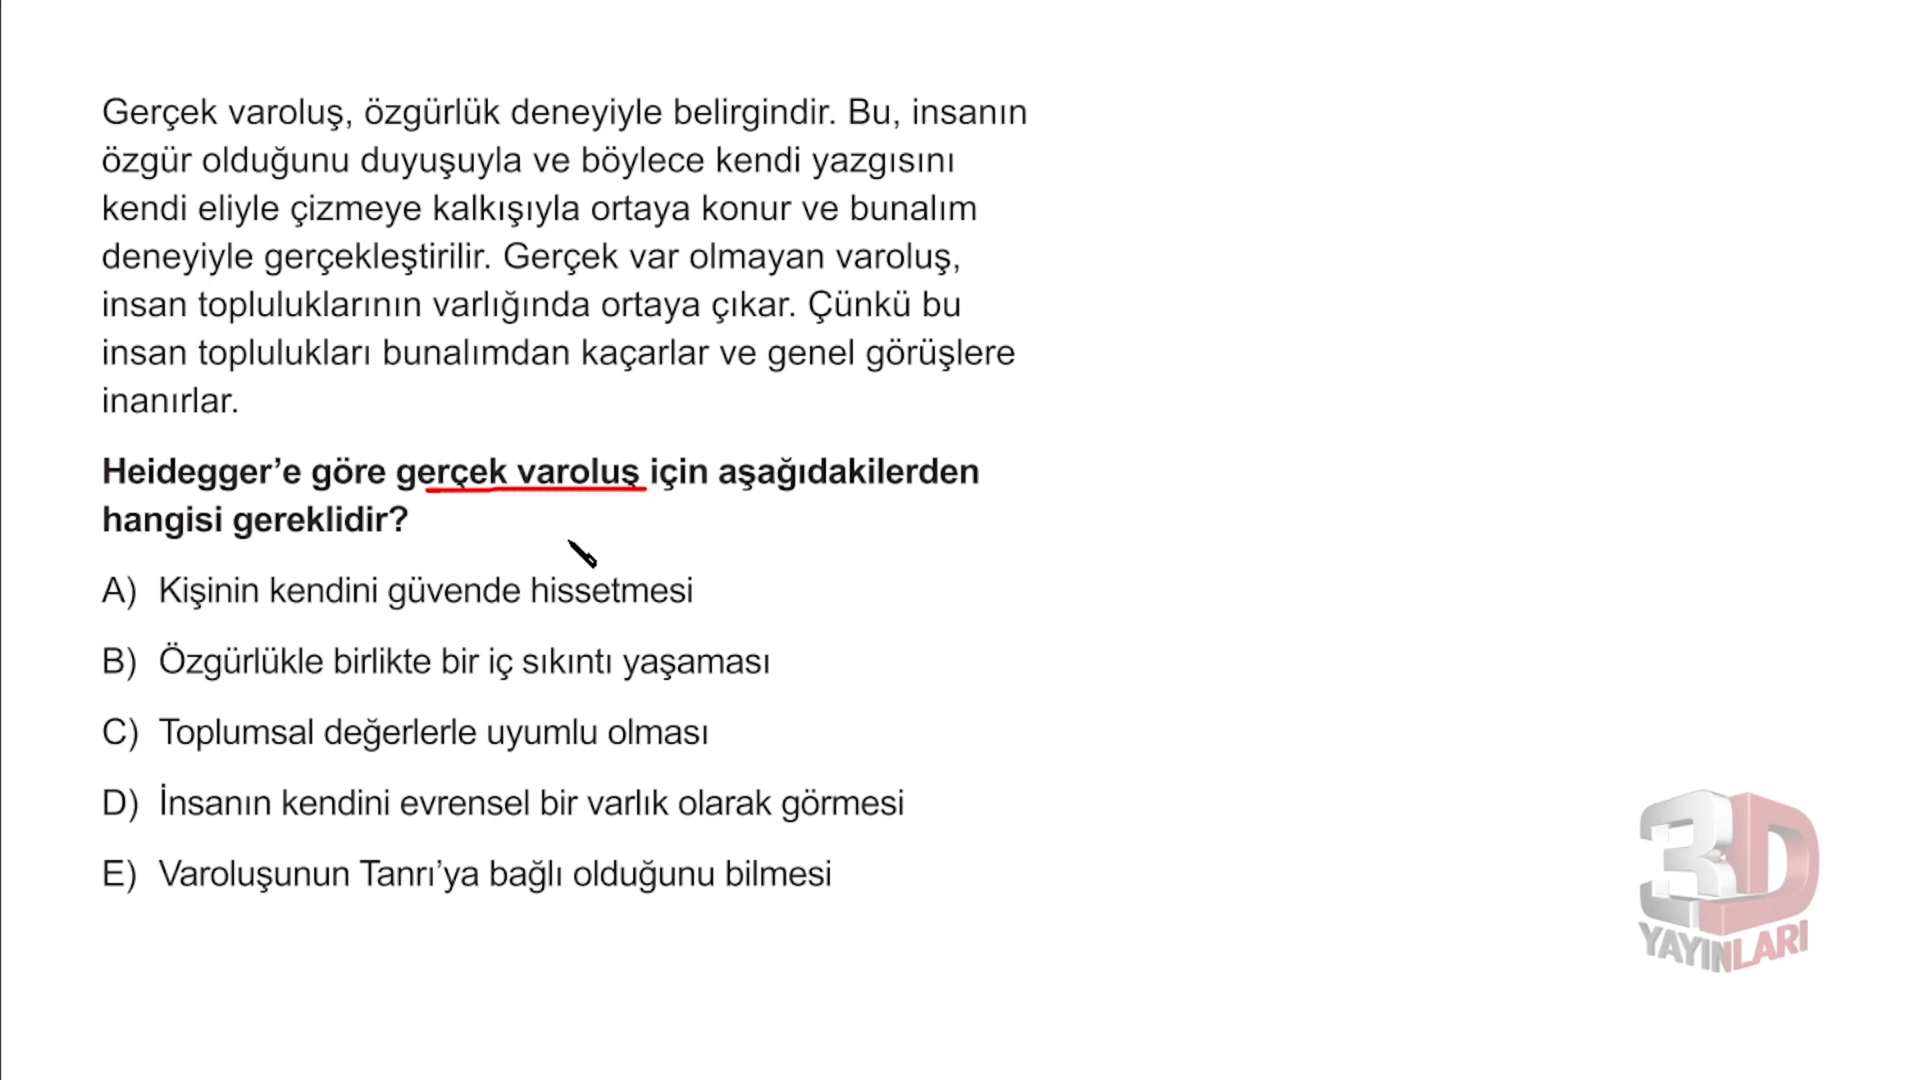 Gerçek varoluş, özgürlük deneyiyle belirgindir. Bu, insanın
özgür olduğunu duyuşuyla ve böylece kendi yazgısını
kendi eliyle çizmeye kalkışıyla ortaya konur ve bunalım
deneyiyle gerçekleştirilir. Gerçek var olmayan varoluş,
insan topluluklarının varlığında ortaya çıkar. Çünkü bu
insan toplulukları bunalımdan kaçarlar ve genel görüşlere
inanırlar.
Heidegger’e göre gerçek varoluş için aşağıdakilerden
hangisi gereklidir?
A) Kişinin kendini güvende hissetmesi
B) Özgürlükle birlikte bir iç sıkıntı yaşaması
C) Toplumsal değerlerle uyumlu olması
D) İnsanın kendini evrensel bir varlık olarak görmesi
E) Varoluşunun Tanrı’ya bağlı olduğunu bilmesi
3D
YAYINLARI